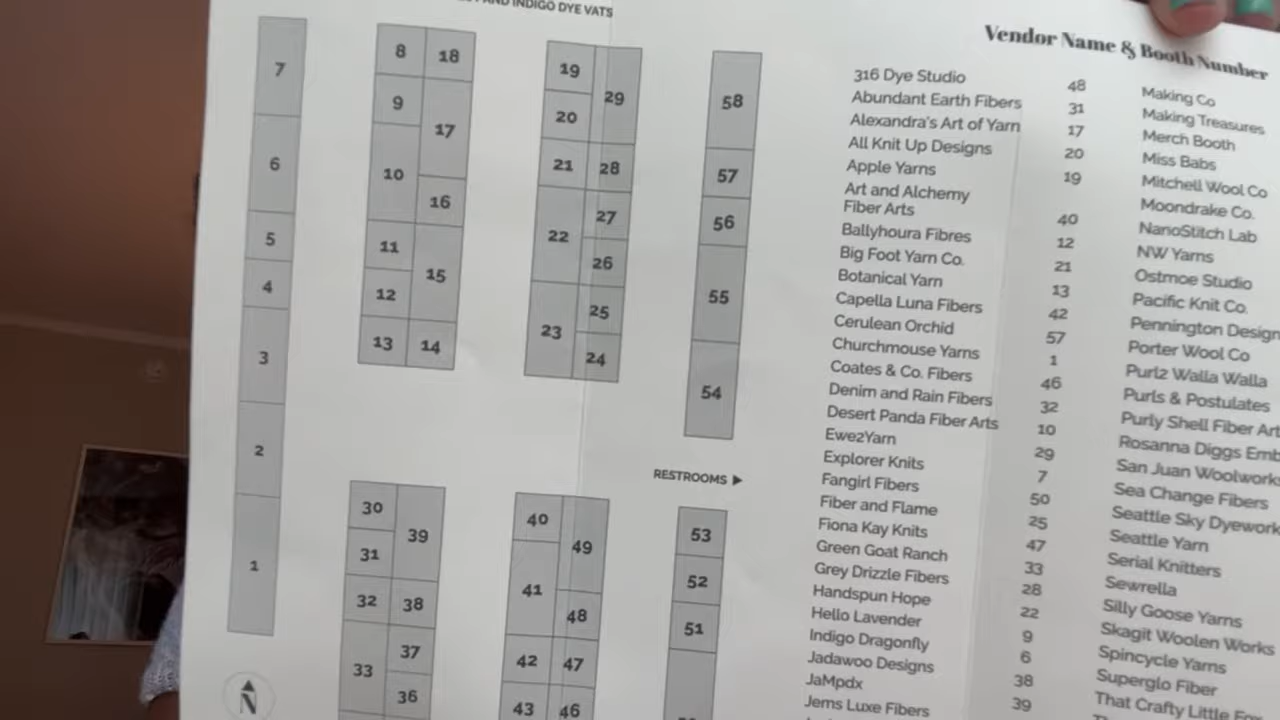 AND INDIGO DYE VATS
7
6
5
4
3
2
1
8 18
9
17
10
16
11
15
12
13 14
19
29
20
21 28
27
22
26
25
23
24
58
57
56
55
54
RESTROOMS ▶
30
39
31
32 38
37
33
36
40
49
41
48
42 47
43 46
53
52
51
N
Vendor Name & Booth Number
316 Dye Studio 48
Abundant Earth Fibers 31
Alexandra's Art of Yarn 17
All Knit Up Designs 20
Apple Yarns 19
Art and Alchemy
Fiber Arts 40
Ballyhoura Fibres 12
Big Foot Yarn Co. 21
Botanical Yarn 13
Capella Luna Fibers 42
Cerulean Orchid 57
Churchmouse Yarns 1
Coates & Co. Fibers 46
Denim and Rain Fibers 32
Desert Panda Fiber Arts 10
Ewe2Yarn 29
Explorer Knits 7
Fangirl Fibers 50
Fiber and Flame 25
Fiona Kay Knits 47
Green Goat Ranch 33
Grey Drizzle Fibers 28
Handspun Hope 22
Hello Lavender 9
Indigo Dragonfly 6
Jadawoo Designs 38
JaMpdx 39
Jems Luxe Fibers
Making Co
Making Treasures
Merch Booth
Miss Babs
Mitchell Wool Co
Moondrake Co.
NanoStitch Lab
NW Yarns
Ostmoe Studio
Pacific Knit Co.
Pennington Design
Porter Wool Co
Purlz Walla Walla
Purls & Postulates
Purly Shell Fiber Art
Rosanna Diggs Emb
San Juan Woolworks
Sea Change Fibers
Seattle Sky Dyework
Seattle Yarn
Serial Knitters
Sewrella
Silly Goose Yarns
Skagit Woolen Works
Spincycle Yarns
Superglo Fiber
That Crafty Little